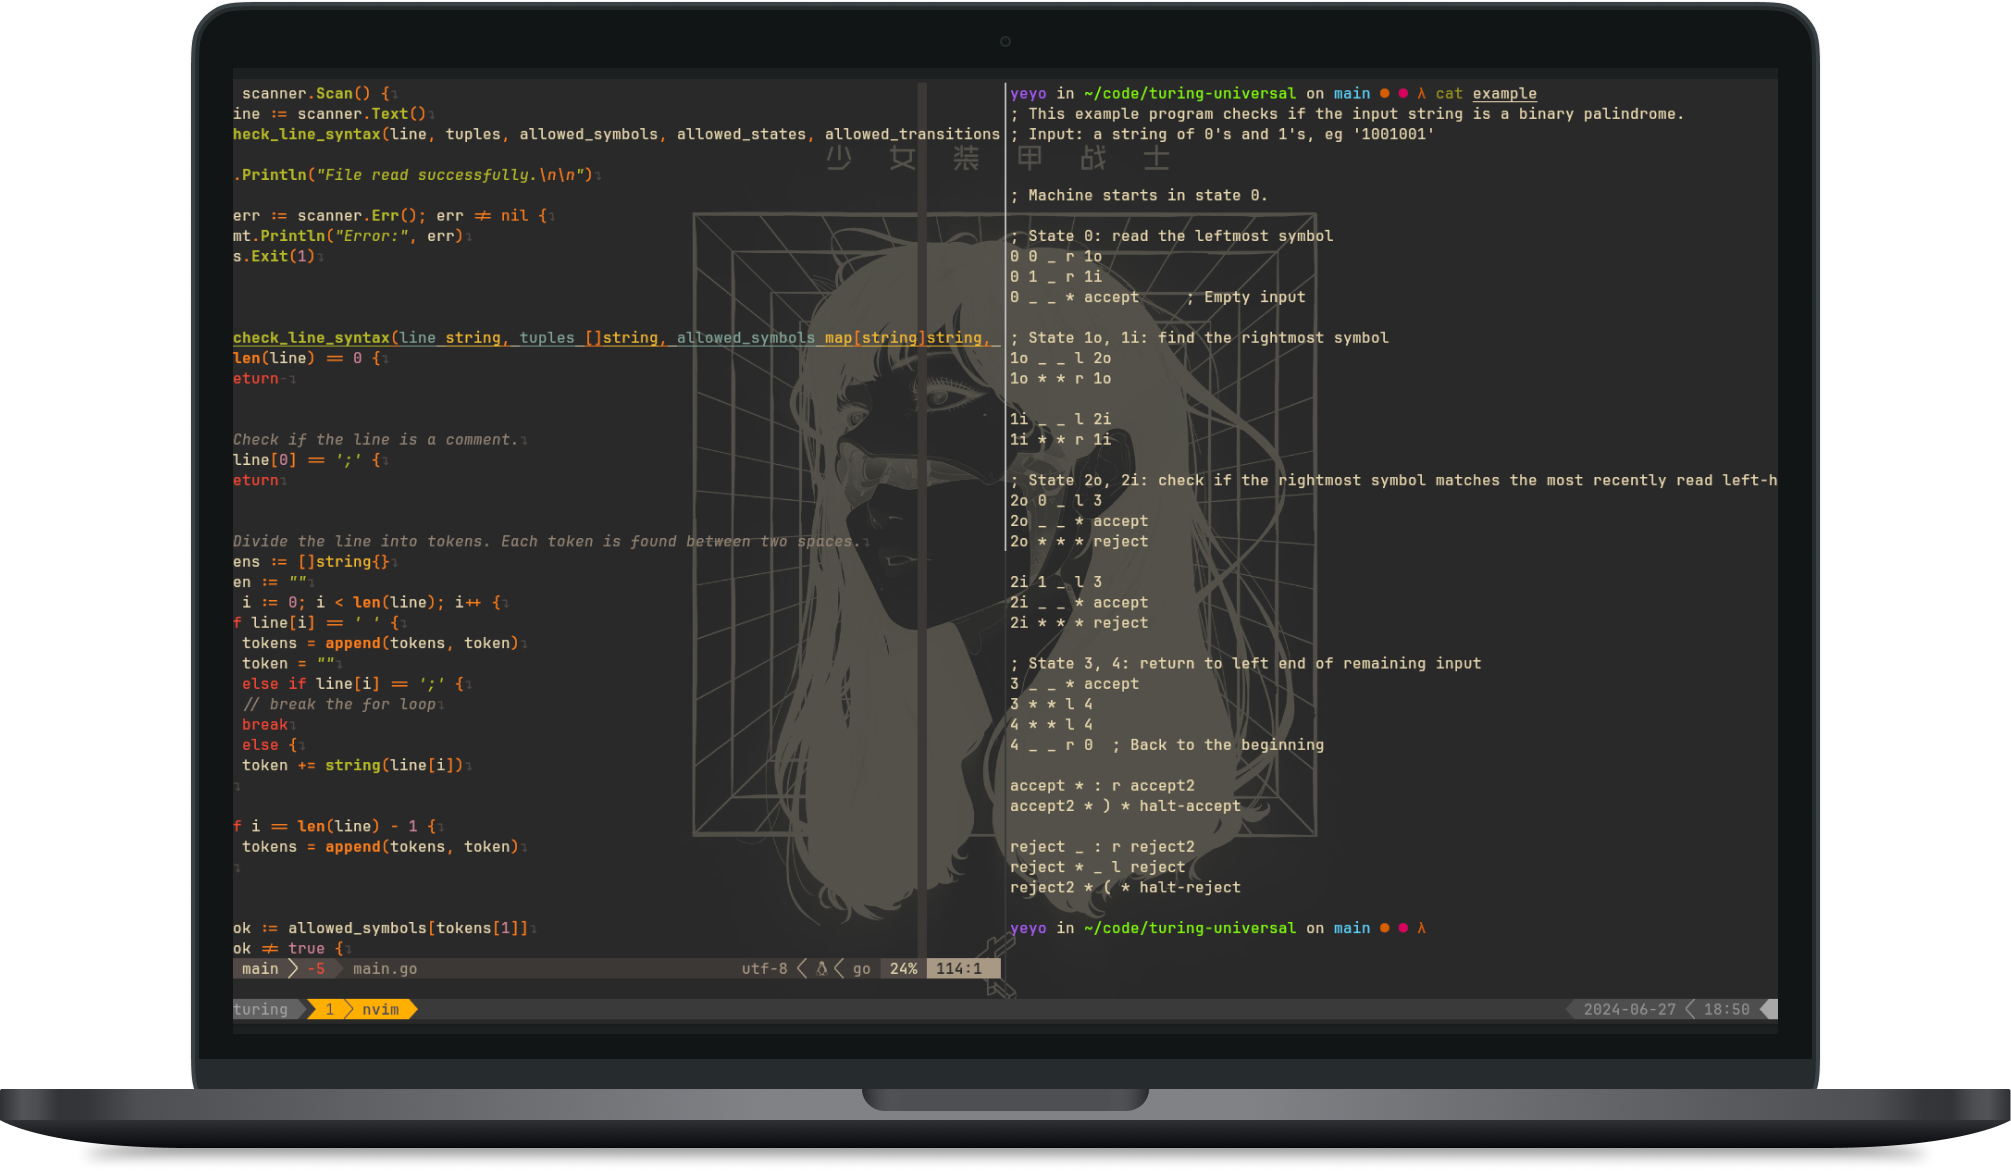 scanner.Scan() {
ine := scanner.Text()
heck_line_syntax(line, tuples, allowed_symbols, allowed_states, allowed_transitions
.Println("File read successfully.\n\n")
err := scanner.Err(); err != nil {
mt.Println("Error:", err)
s.Exit(1)
check_line_syntax(line string, tuples []string, allowed_symbols map[string]string,
len(line) == 0 {
eturn
Check if the line is a comment.
line[0] == ';' {
eturn
Divide the line into tokens. Each token is found between two spaces.
ens := []string{}
en := ""
i := 0; i < len(line); i++ {
f line[i] == ' ' {
tokens = append(tokens, token)
token = ""
else if line[i] == ';' {
// break the for loop
break
else {
token += string(line[i])
f i == len(line) - 1 {
tokens = append(tokens, token)
ok := allowed_symbols[tokens[1]]
ok != true {
main -5 main.go utf-8 go 24% 114:1
少女装甲战士
yeyo in ~/code/turing-universal on main λ cat example
; This example program checks if the input string is a binary palindrome.
; Input: a string of 0's and 1's, eg '1001001'
; Machine starts in state 0.
; State 0: read the leftmost symbol
0 0 _ r 1o
0 1 _ r 1i
0 _ _ * accept     ; Empty input
; State 1o, 1i: find the rightmost symbol
1o _ _ l 2o
1o * * r 1o
1i _ _ l 2i
1i * * r 1i
; State 2o, 2i: check if the rightmost symbol matches the most recently read left-h
2o 0 _ l 3
2o _ _ * accept
2o * * * reject
2i 1 _ l 3
2i _ _ * accept
2i * * * reject
; State 3, 4: return to left end of remaining input
3 _ _ * accept
3 * * l 4
4 * * l 4
4 _ _ r 0  ; Back to the beginning
accept * : r accept2
accept2 * ) * halt-accept
reject _ : r reject2
reject * _ l reject
reject2 * ( * halt-reject
yeyo in ~/code/turing-universal on main λ
turing 1 nvim 2024-06-27 18:50